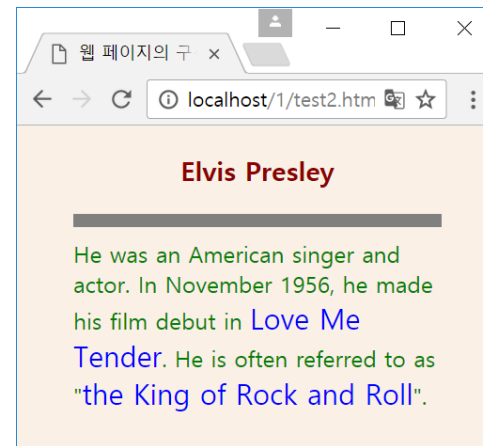 웹 페이지의 구
localhost/1/test2.htm
Elvis Presley
He was an American singer and
actor. In November 1956, he made
his film debut in Love Me
Tender. He is often referred to as
"the King of Rock and Roll".